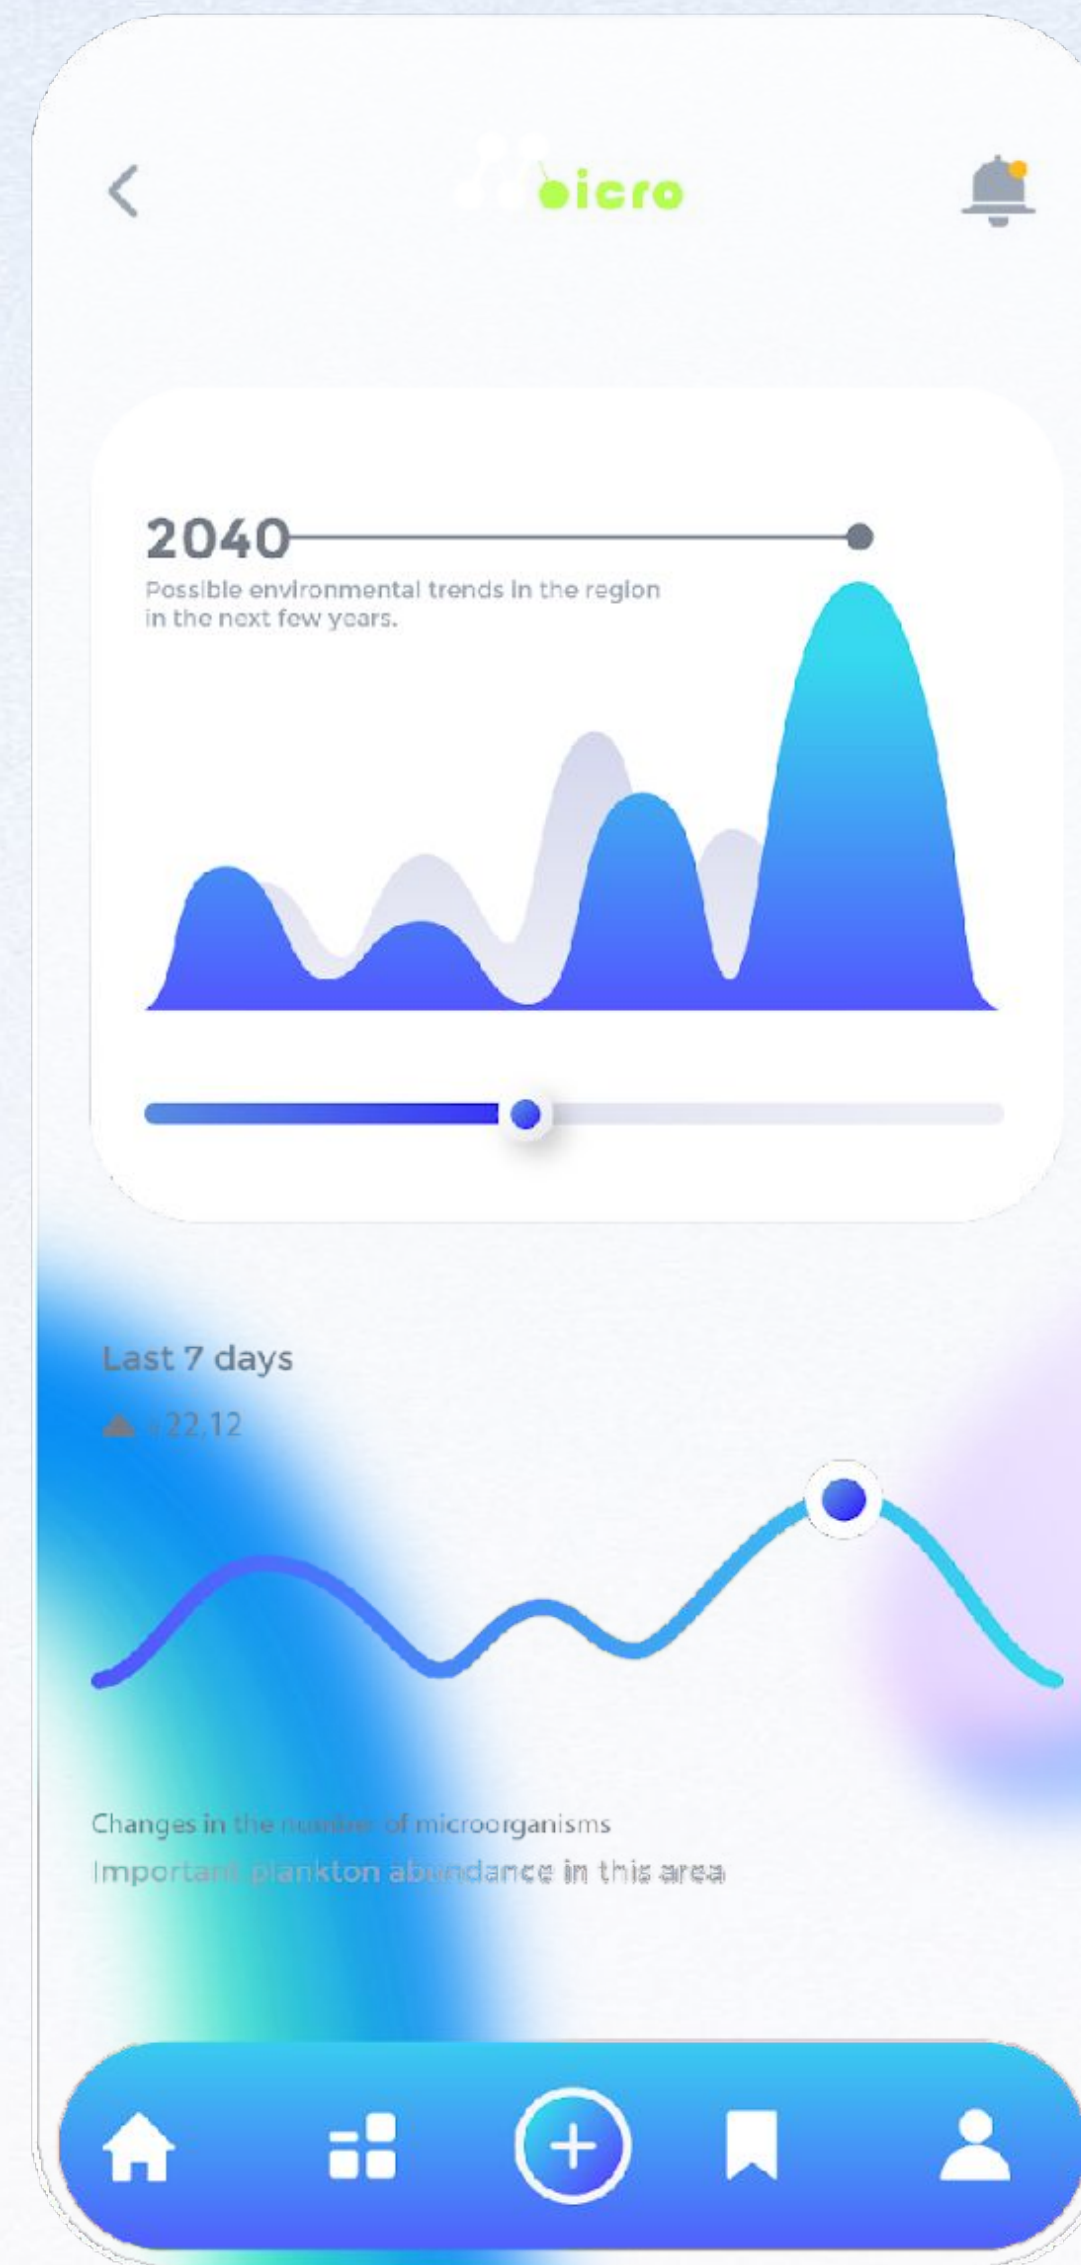 icro
2040
Possible environmental trends in the region
in the next few years.
Last 7 days
22,12
Changes in the number of microorganisms
Important plankton abundance in this area